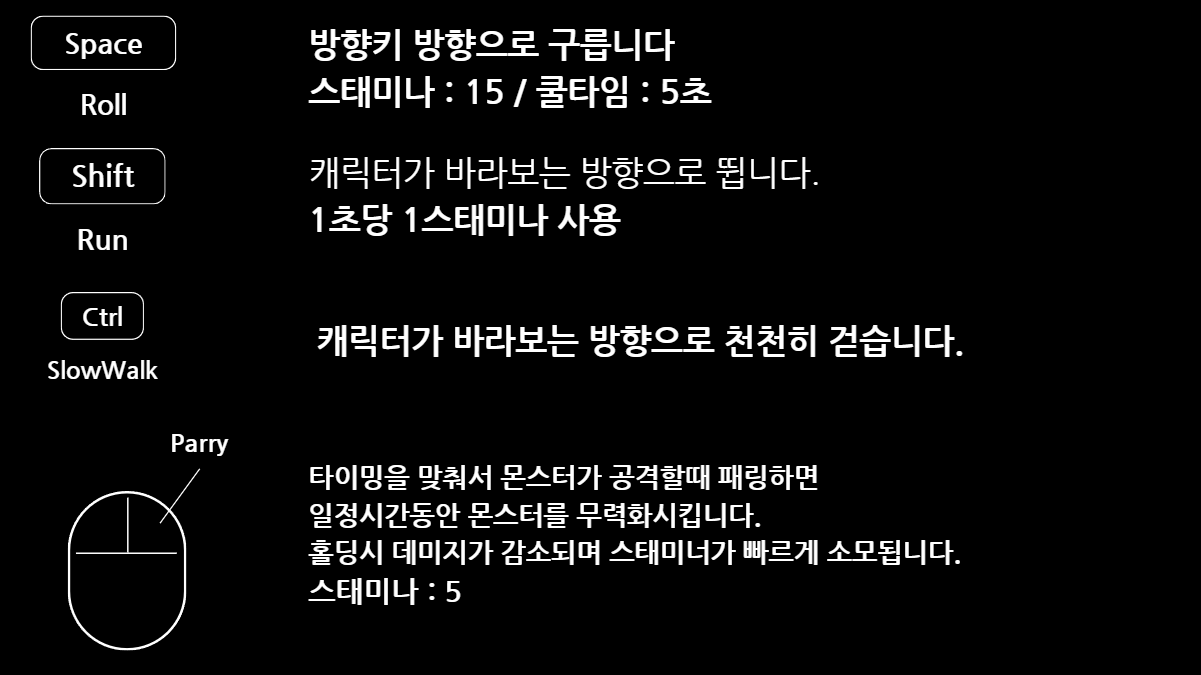 Space
Roll
방향키 방향으로 구릅니다
스태미나 : 15 / 쿨타임 : 5초
Shift
Run
캐릭터가 바라보는 방향으로 뜁니다.
1초당 1스태미나 사용
Ctrl
SlowWalk
캐릭터가 바라보는 방향으로 천천히 걷습니다.
Parry
타이밍을 맞춰서 몬스터가 공격할때 패링하면
일정시간동안 몬스터를 무력화시킵니다.
홀딩시 데미지가 감소되며 스태미너가 빠르게 소모됩니다.
스태미나 : 5